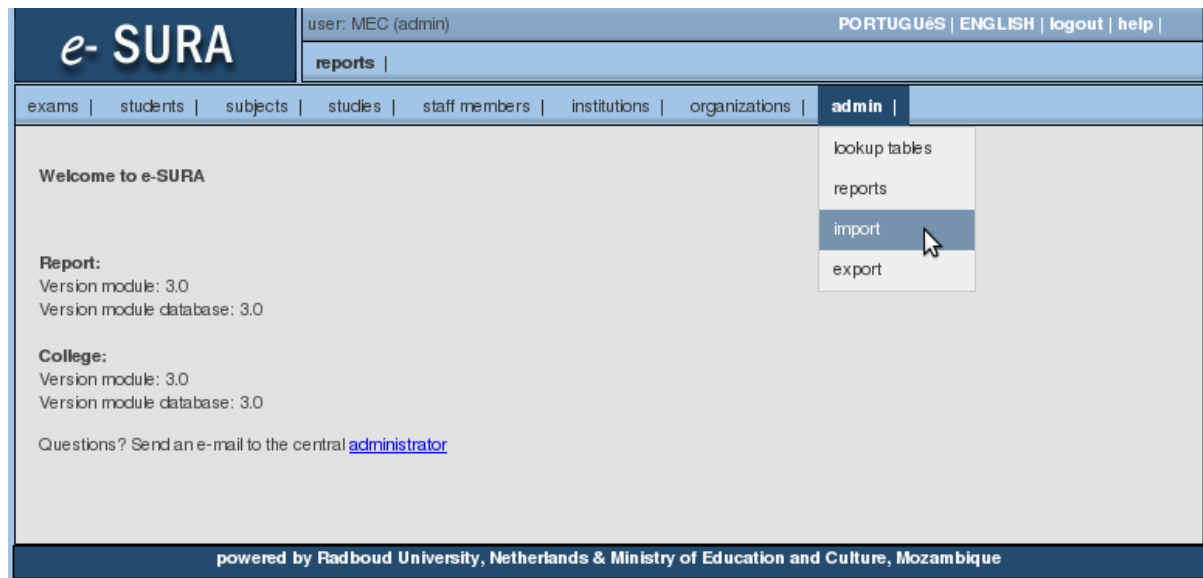 e- SURA
user: MEC (admin) PORTUGUêS | ENGLISH | logout | help |
reports |
exams | students | subjects | studies | staff members | institutions | organizations | admin |
lookup tables
reports
import
export
Welcome to e-SURA
Report:
Version module: 3.0
Version module database: 3.0
College:
Version module: 3.0
Version module database: 3.0
Questions? Send an e-mail to the central administrator
powered by Radboud University, Netherlands & Ministry of Education and Culture, Mozambique